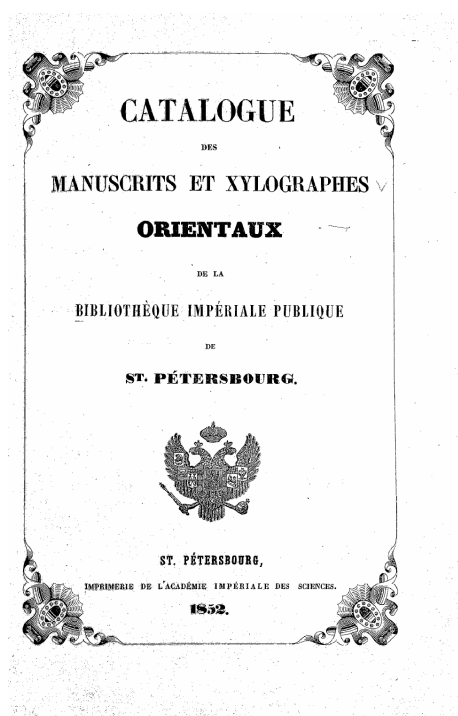 CATALOGUE
DES
MANUSCRITS ET XYLOGRAPHES
ORIENTAUX
DE LA
BIBLIOTHÈQUE IMPÉRIALE PUBLIQUE
DE
ST. PÉTERSBOURG.
ST. PÉTERSBOURG,
IMPRIMERIE DE L'ACADÉMIE IMPÉRIALE DES SCIENCES.
1852.